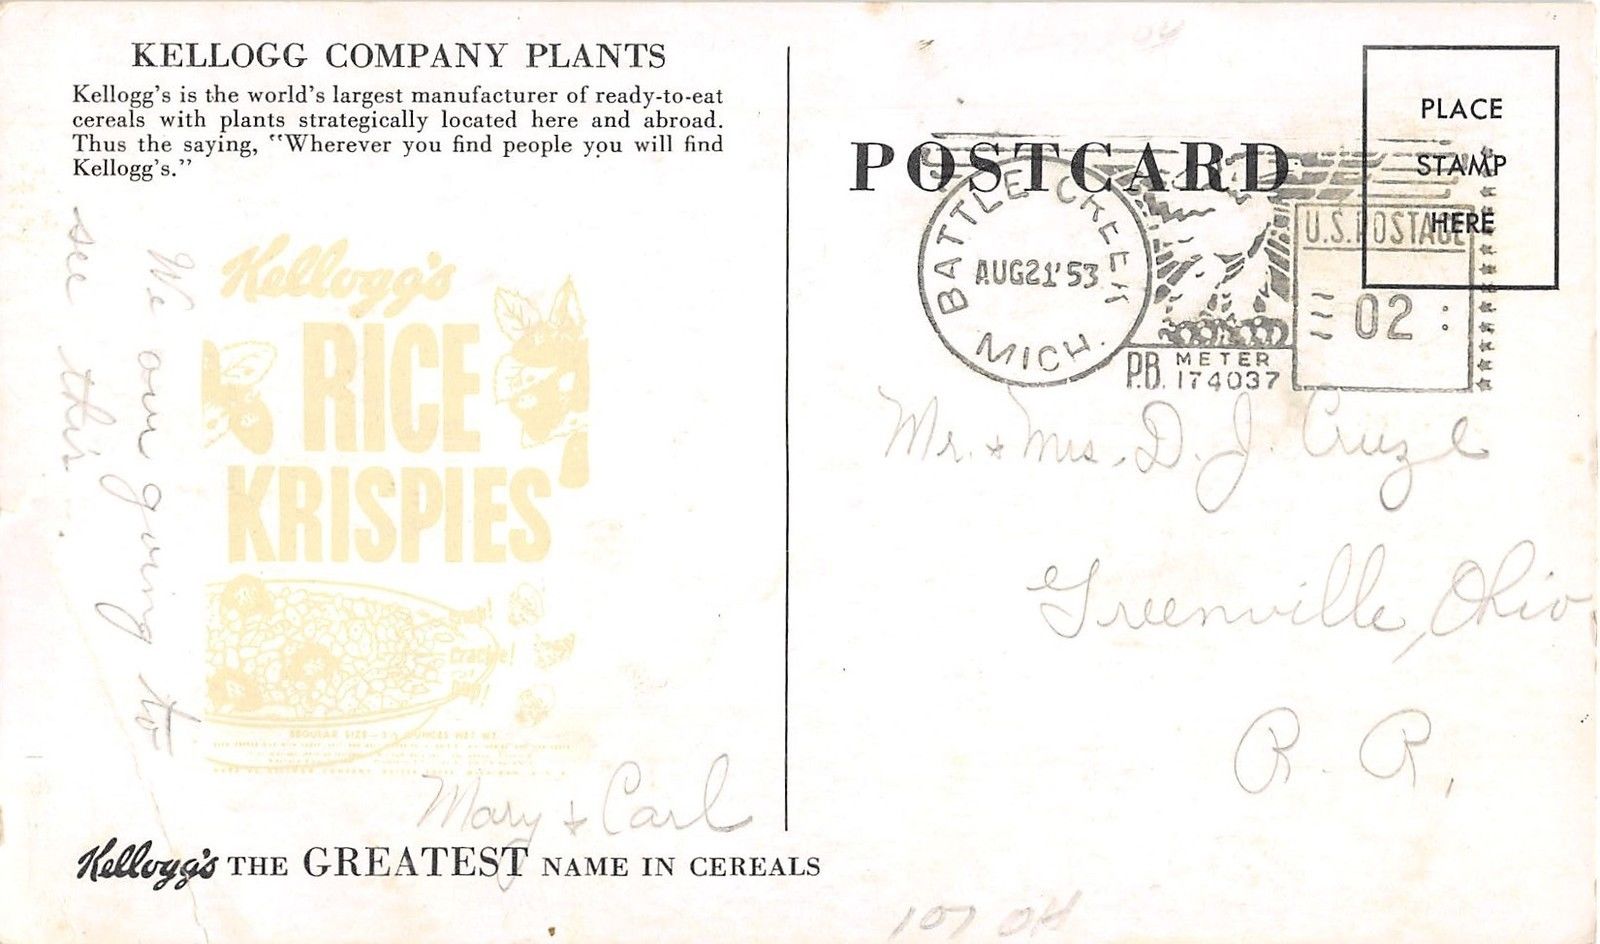 KELLOGG COMPANY PLANTS
Kellogg's is the world's largest manufacturer of ready-to-eat
cereals with plants strategically located here and abroad.
Thus the saying, "Wherever you find people you will find
Kellogg's."
We are going to
see this.
Kellogg's
RICE
KRISPIES
Crackle!
REGULAR SIZE
Mary & Carl
Kellogg's THE GREATEST NAME IN CEREALS
POSTCARD
PLACE
STAMP
HERE
BATTLE CREEK
AUG 21 '53
MICH.
U.S. POSTAGE
02
P.B. METER
174037
Mr. & Mrs. D. J. Cruze
Greenville, Ohio
R. R.
107 OH